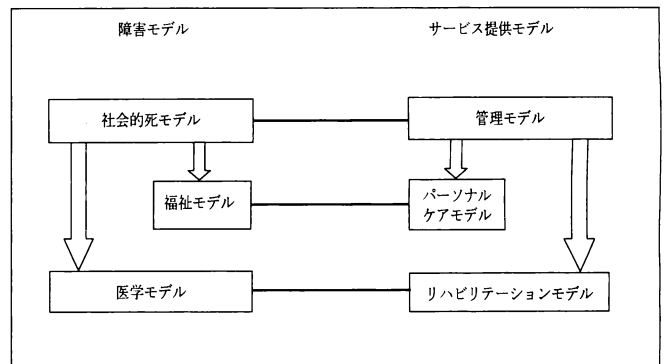 障害モデル
サービス提供モデル
社会的死モデル
管理モデル
福祉モデル
パーソナル
ケアモデル
医学モデル
リハビリテーションモデル